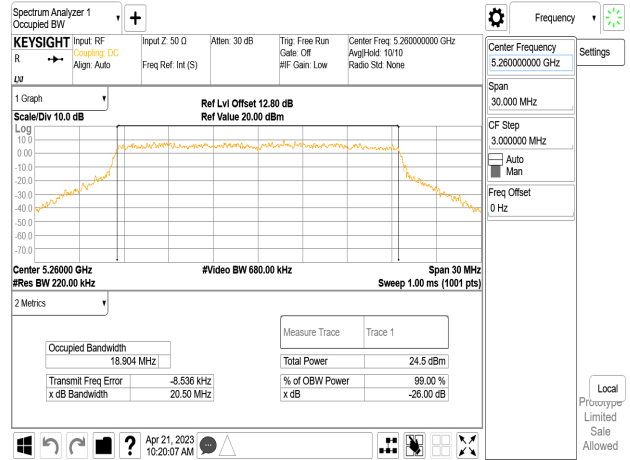 Spectrum Analyzer 1
Occupied BW
Frequency
KEYSIGHT
R
Input: RF
Coupling: DC
Align: Auto
Input Z: 50 Ω
Freq Ref: Int (S)
Atten: 30 dB
Trig: Free Run
Gate: Off
#IF Gain: Low
Center Freq: 5.260000000 GHz
Avg|Hold: 10/10
Radio Std: None
Center Frequency
5.260000000 GHz
Settings
Span
30.000 MHz
CF Step
3.000000 MHz
Auto
Man
Freq Offset
0 Hz
1 Graph
Scale/Div 10.0 dB
Ref Lvl Offset 12.80 dB
Ref Value 20.00 dBm
Log
10.0
0.00
-10.0
-20.0
-30.0
-40.0
-50.0
-60.0
-70.0
Center 5.26000 GHz
#Video BW 680.00 kHz
Span 30 MHz
#Res BW 220.00 kHz
Sweep 1.00 ms (1001 pts)
2 Metrics
Measure Trace
Trace 1
Occupied Bandwidth
18.904 MHz
Total Power
24.5 dBm
Transmit Freq Error
-8.536 kHz
% of OBW Power
99.00 %
x dB Bandwidth
20.50 MHz
x dB
-26.00 dB
Local
Prototype
Limited
Sale
Allowed
Apr 21, 2023
10:20:07 AM